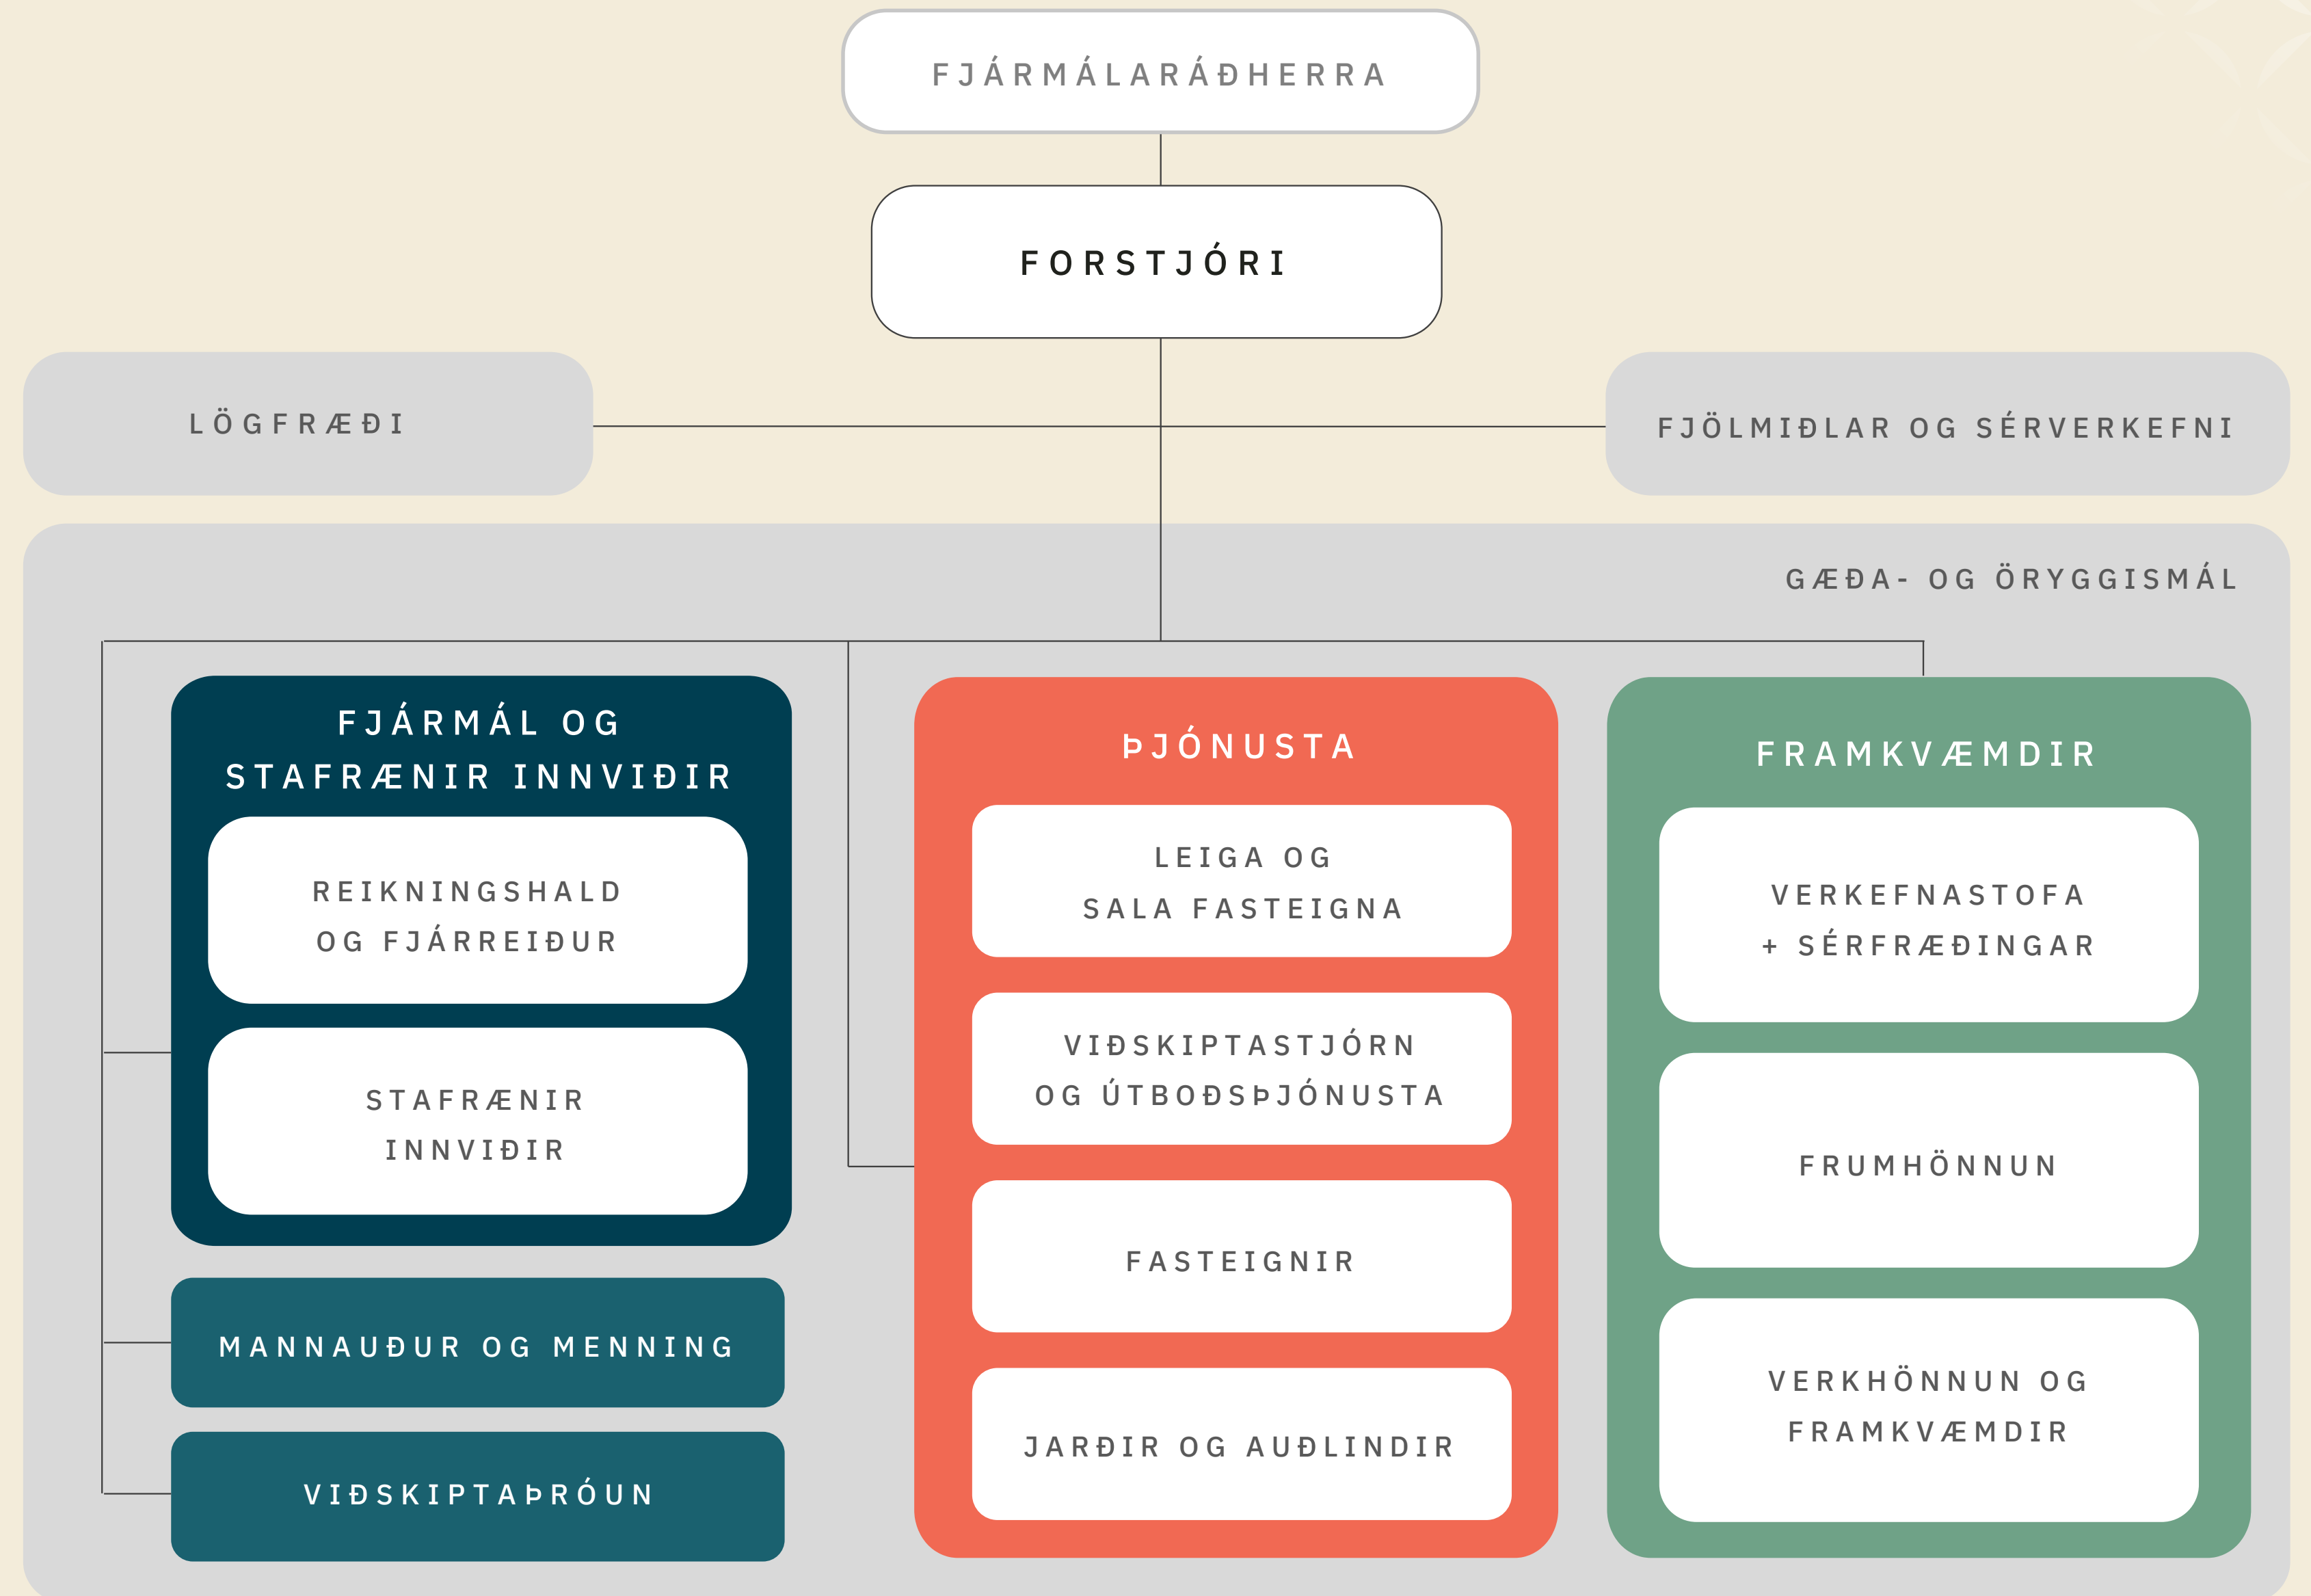 FJÁRMÁLARÁÐHERRA
FORSTJÓRI
LÖGFRÆÐI
FJÖLMIÐLAR OG SÉRVERKEFNI
GÆÐA- OG ÖRYGGISMÁL
FJÁRMÁL OG
STAFRÆNIR INNVIÐIR
REIKNINGSHALD
OG FJÁRREIÐUR
STAFRÆNIR
INNVIÐIR
MANNAUÐUR OG MENNING
VIÐSKIPTAÞRÓUN
ÞJÓNUSTA
LEIGA OG
SALA FASTEIGNA
VIÐSKIPTASTJÓRN
OG ÚTBOÐSÞJÓNUSTA
FASTEIGNIR
JARÐIR OG AUÐLINDIR
FRAMKVÆMDIR
VERKEFNASTOFA
+ SÉRFRÆÐINGAR
FRUMHÖNNUN
VERKHÖNNUN OG
FRAMKVÆMDIR